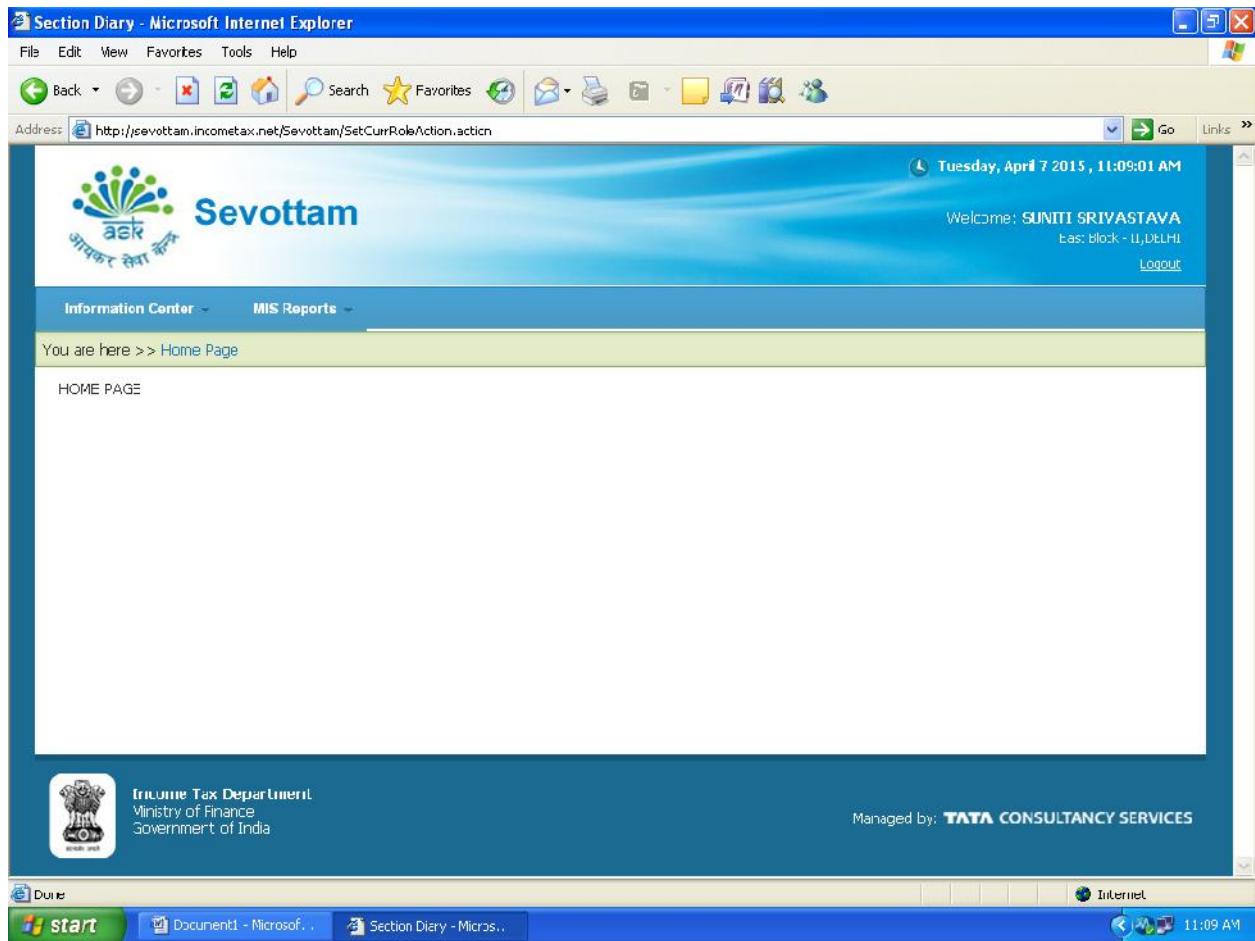 Section Diary - Microsoft Internet Explorer
File Edit View Favorites Tools Help
Back Search Favorites
Address http://sevottam.incometax.net/Sevottam/SetCurrRoleAction.action Go Links »
Tuesday, April 7 2015 , 11:09:01 AM
ask
आयकर सेवा केन्द्र
Sevottam
Welcome: SUNITI SRIVASTAVA
East Block - II,DELHI
Logout
Information Center MIS Reports
You are here >> Home Page
HOME PAGE
Income Tax Department
Ministry of Finance
Government of India
Managed by: TATA CONSULTANCY SERVICES
Done Internet
start Document1 - Microsof... Section Diary - Micros... 11:09 AM